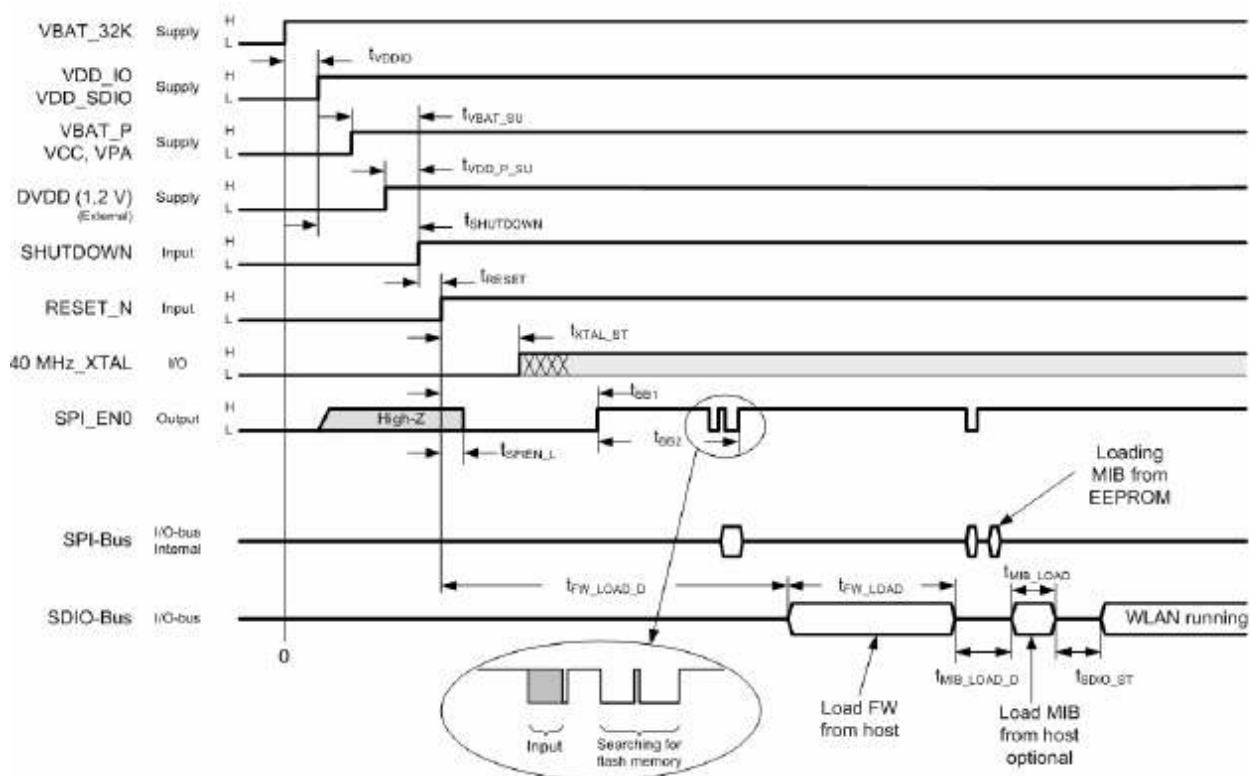 VBAT_32K Supply H L
tVDDIO
VDD_IO
VDD_SDIO Supply H L
VBAT_P
VCC, VPA Supply H L
tVBAT_SU
tVDD_P_SU
DVDD (1.2 V)
(External) Supply H L
tSHUTDOWN
SHUTDOWN Input H L
tRESET
RESET_N Input H L
tXTAL_ST
40 MHz_XTAL I/O H L
tBB1
SPI_EN0 Output H L High-Z
tBB2
tSPIEN_L
Loading
MIB from
EEPROM
SPI-Bus I/O-bus
Internal
tFW_LOAD_D tFW_LOAD tMIB_LOAD
SDIO-Bus I/O-bus WLAN running
0
tMIB_LOAD_D tSDIO_ST
Load FW
from host
Load MIB
from host
optional
Input
Searching for
flash memory